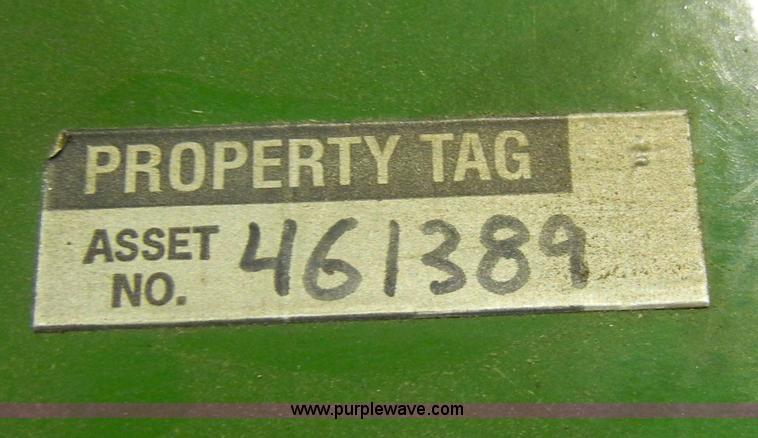 PROPERTY TAG
ASSET NO. 461389
www.purplewave.com